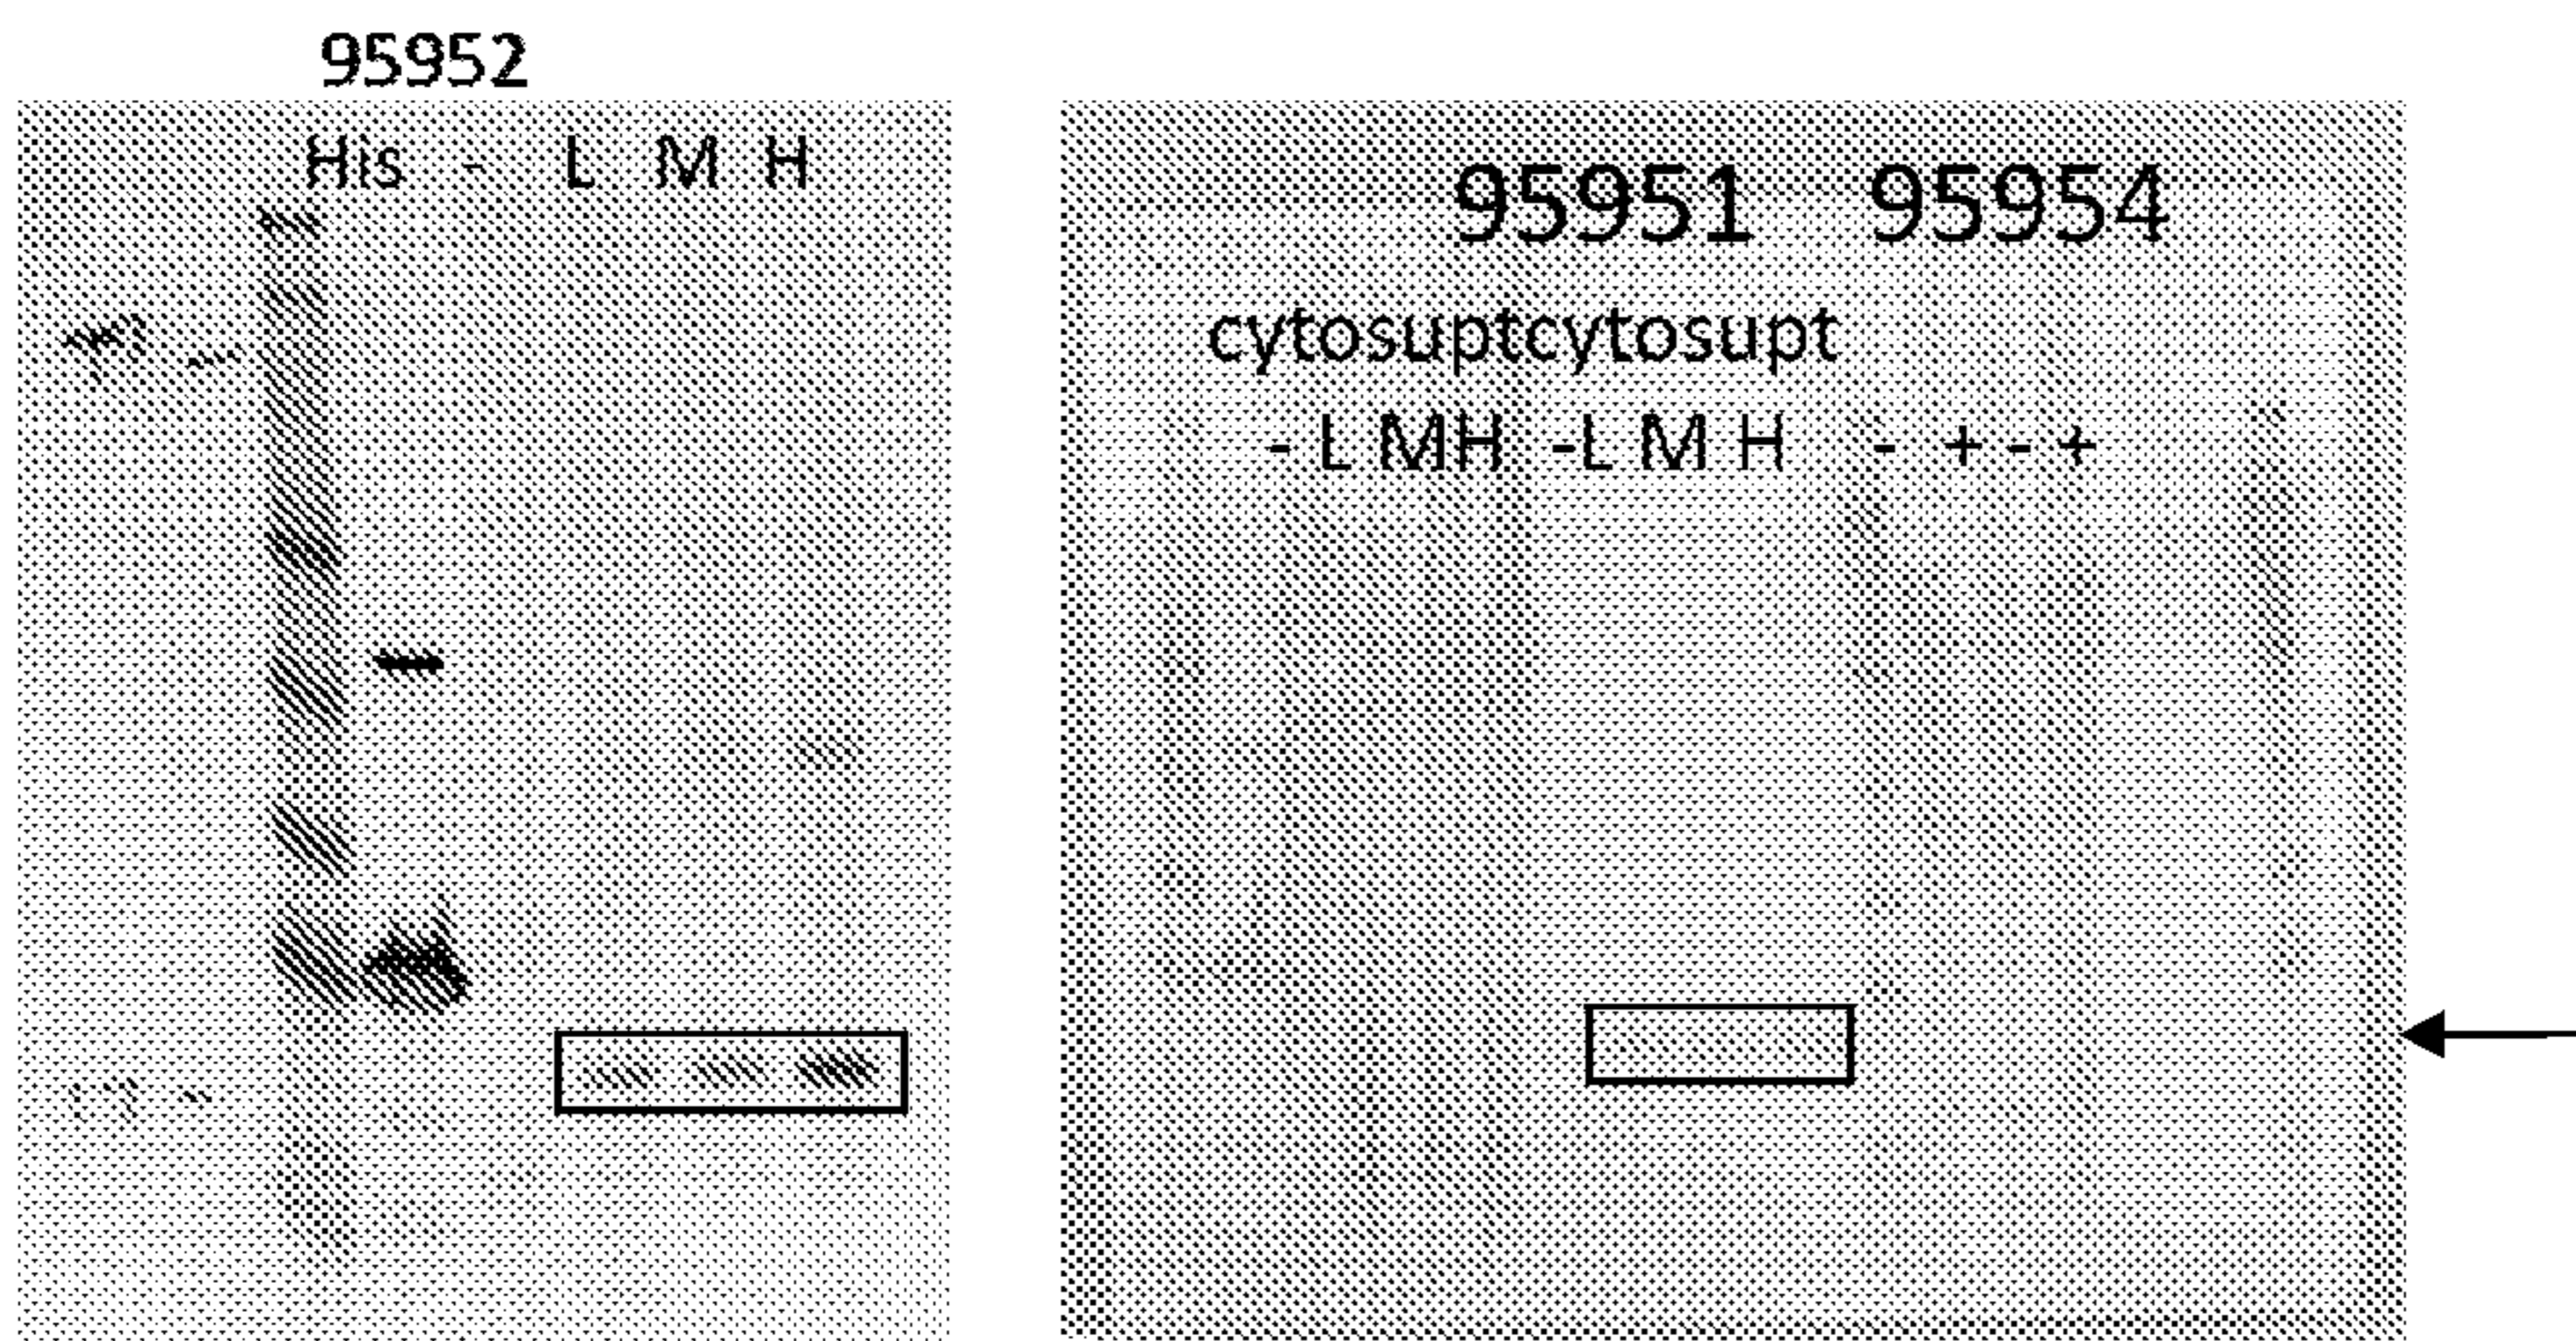 95952
His - L M H
95951 95954
cytosuptcytosupt
- L M H -L M H - + - +